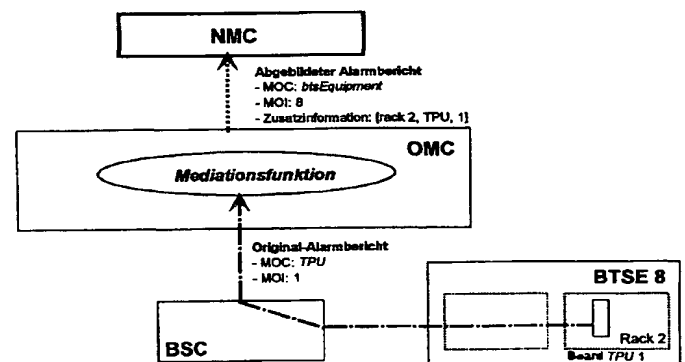 NMC
Abgebildeter Alarmbericht
- MOC: btsEquipment
- MOI: 8
- Zusatzinformation: {rack 2, TPU, 1}
OMC
Mediationsfunktion
Original-Alarmbericht
- MOC: TPU
- MOI: 1
BTSE 8
Rack 2
BSC
Board TPU 1